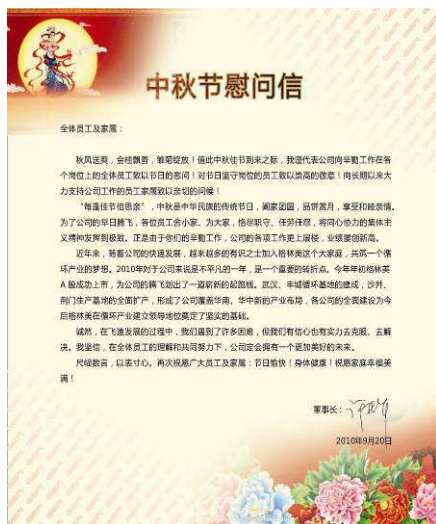 中秋节慰问信
全体员工及家属：
秋风送爽，金桂飘香，雏菊绽放！值此中秋佳节到来之际，我谨代表公司向辛勤工作在各
个岗位上的全体员工致以节日的慰问！对节日坚守岗位的员工致以崇高的敬意！向长期以来大
力支持公司工作的员工家属致以亲切的问候！
“每逢佳节倍思亲”，中秋是中华民族的传统节日，阖家团圆，品饼赏月，享受和睦亲情。
为了公司的早日腾飞，各位员工舍小家、为大家，恪尽职守、任劳任怨，将同心协力的集体主
义精神发挥到极致。正是由于你们的辛勤工作，公司的各项工作更上层楼，业绩屡创新高。
近年来，随着公司的快速发展，越来越多的有识之士加入格林美这个大家庭，共筑一个循
环产业的梦想。2010年对于公司来说是不平凡的一年，是一个重要的转折点。今年年初格林美
A股成功上市，为公司的腾飞划出了一道崭新的起跑线。武汉、丰城循环基地的建成，沙井、
荆门生产基地的全面扩产，形成了公司覆盖华南、华中新的产业布局，各公司的全面建设为今
后格林美在循环产业建立领导地位奠定了坚实的基础。
诚然，在飞速发展的过程中，我们遇到了许多困难，但我们有信心也有实力去克服、去解
决。我坚信，在全体员工的理解和共同努力下，公司定会拥有一个更加美好的未来。
尺幅数言，以表寸心。再次祝愿广大员工及家属：节日愉快！身体健康！祝愿家庭幸福美
满！
董事长：
2010年9月20日